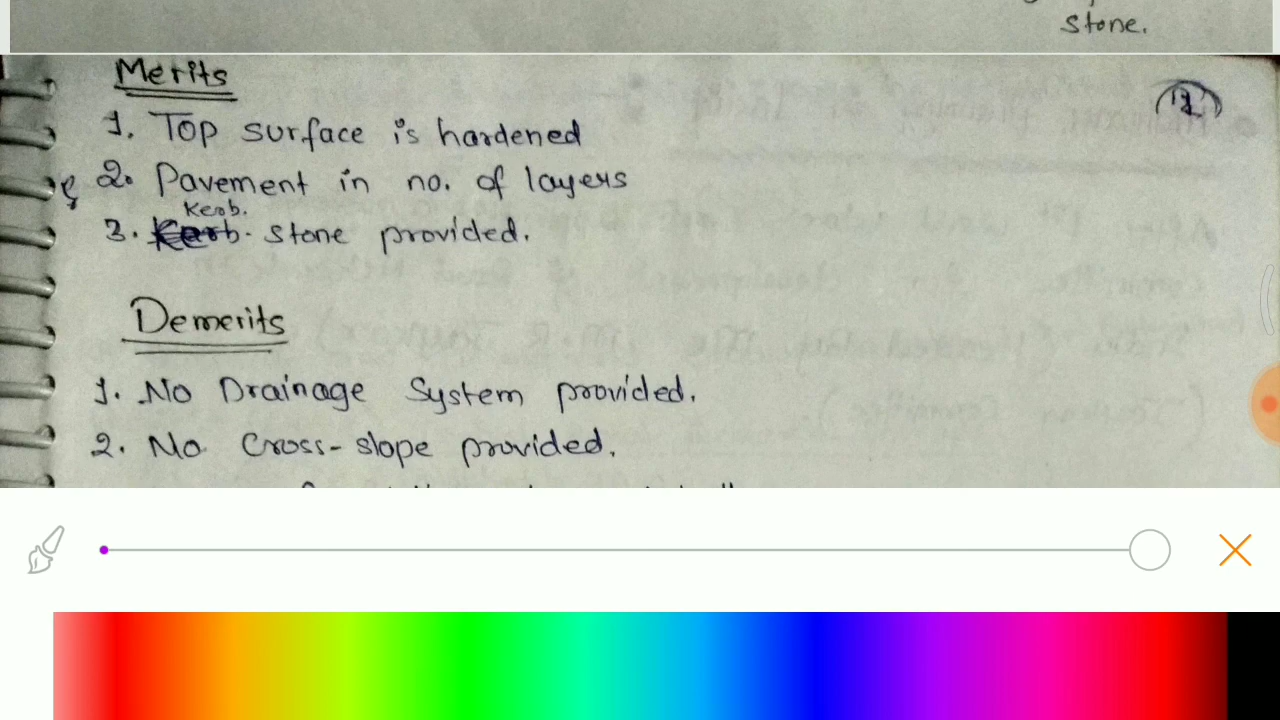 stone.
Merits
1. Top surface is hardened
2. Pavement in no. of layers
Kerb.
3. stone provided.
Demerits
1. No Drainage System provided.
2. No Cross-slope provided.